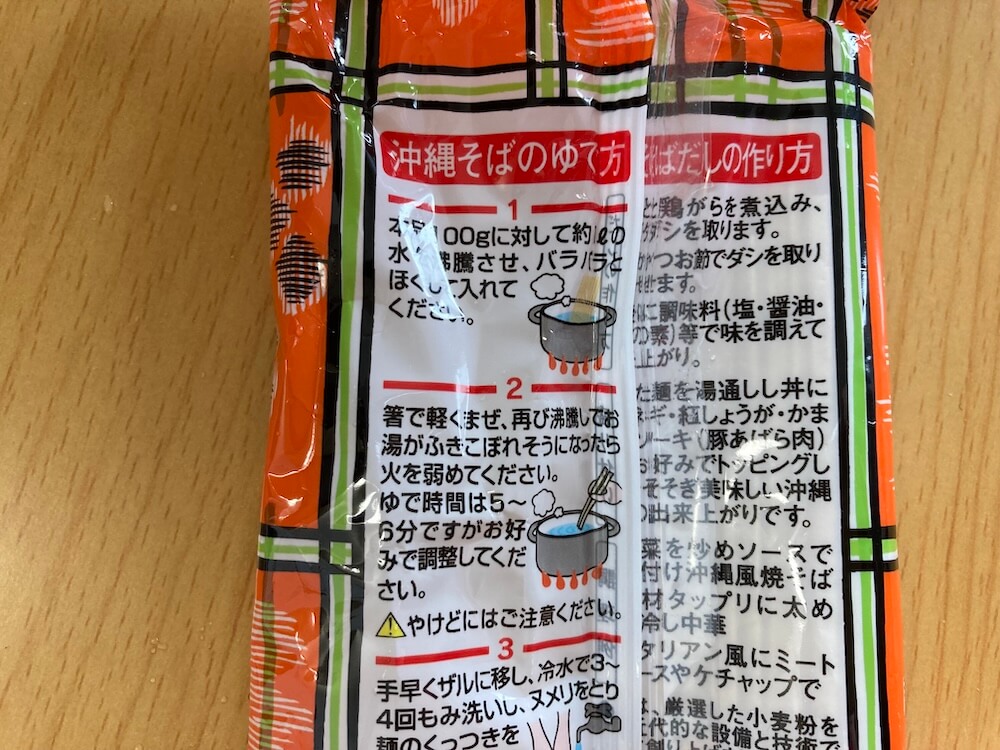 沖縄そばのゆで方
1
本品100gに対して約1ℓの
水を沸騰させ、バラバラと
ほぐして入れて
ください。
2
箸で軽くまぜ、再び沸騰してお
湯がふきこぼれそうになったら
火を弱めてください。
ゆで時間は5〜
6分ですがお好
みで調整してくだ
さい。
やけどにはご注意ください。
3
手早くザルに移し、冷水で3〜
4回もみ洗いし、ヌメリをとり
麺のくっつきを
そばだしの作り方
鶏がらを煮込み、
ダシを取ります。
かつお節でダシを取り
ます。
に調味料(塩・醤油・
の素)等で味を調えて
上がり。
た麺を湯通しし丼に
ネギ・紅しょうが・かま
ーキ(豚あばら肉)
お好みでトッピングし
そそぎ美味しい沖縄
の出来上がりです。
菜を炒めソースで
付け沖縄風焼そば
材タップリに太め
冷し中華
タリアン風にミート
ースやケチャップで
、厳選した小麦粉を
代的な設備と技術で